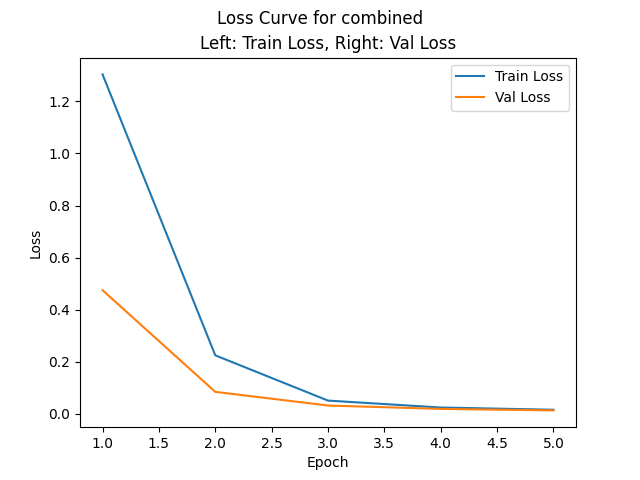 Loss Curve for combined
Left: Train Loss, Right: Val Loss
Train Loss
Val Loss
Loss
1.2
1.0
0.8
0.6
0.4
0.2
0.0
1.0 1.5 2.0 2.5 3.0 3.5 4.0 4.5 5.0
Epoch